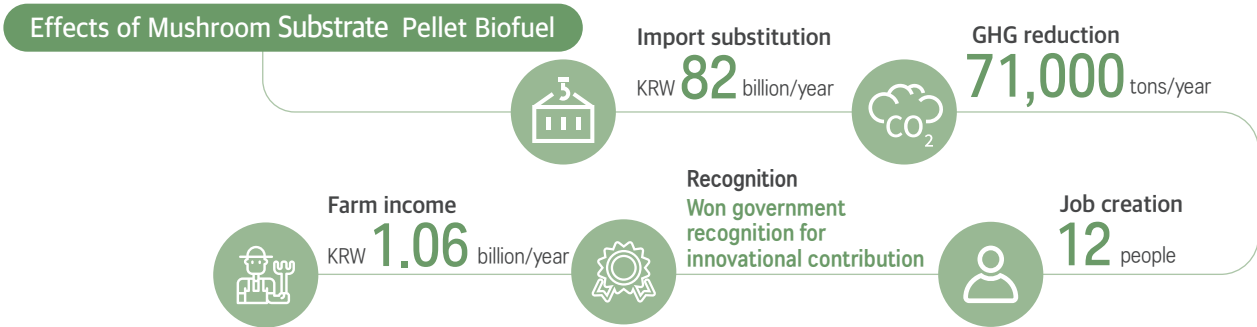 Effects of Mushroom Substrate Pellet Biofuel
Import substitution
KRW 82 billion/year
GHG reduction
71,000 tons/year
CO2
Farm income
KRW 1.06 billion/year
Recognition
Won government
recognition for
innovational contribution
Job creation
12 people